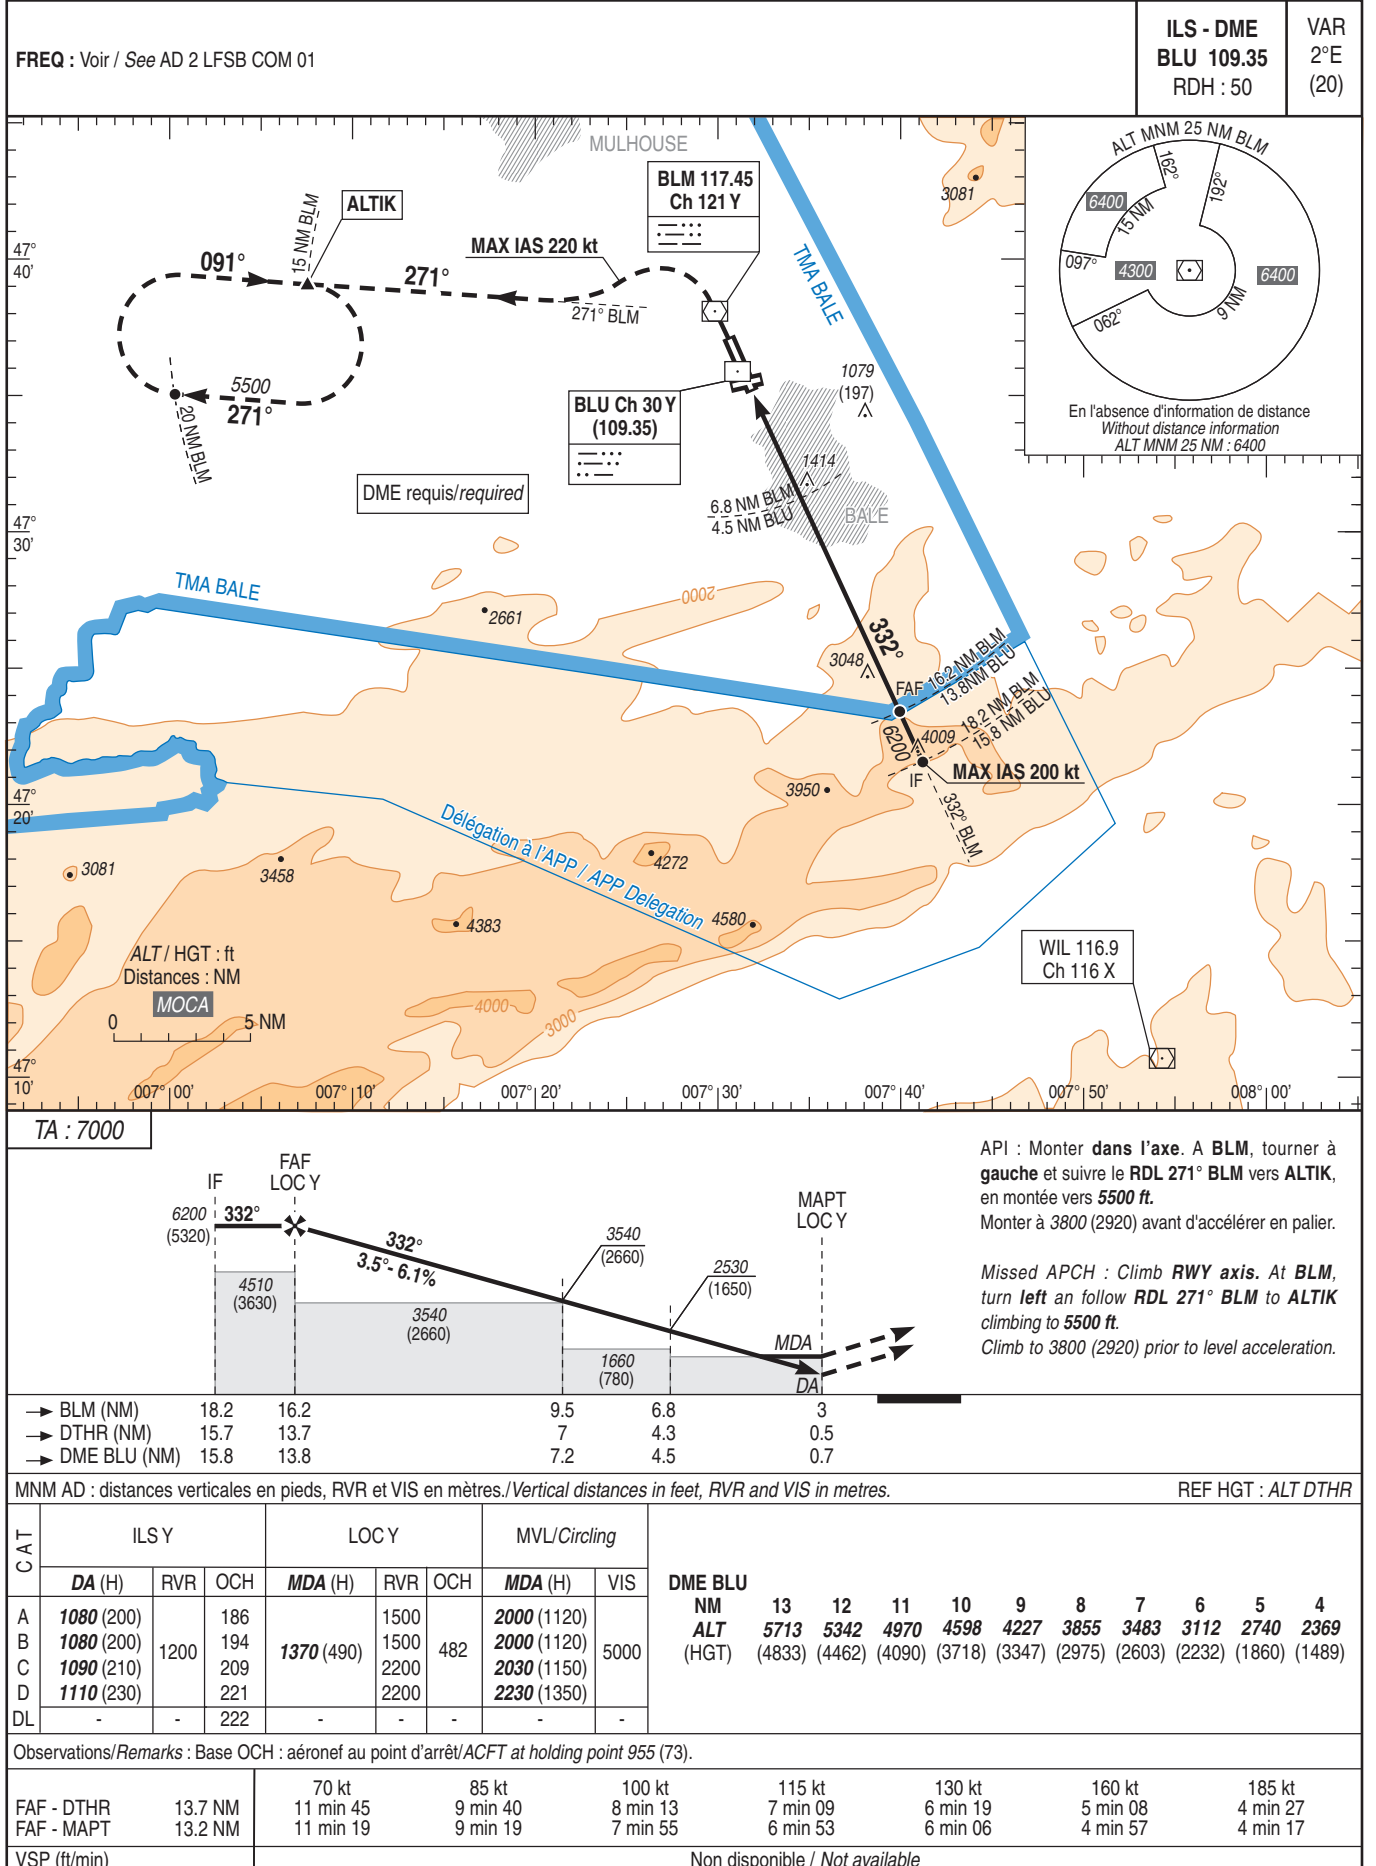 FREQ : Voir / See AD 2 LFSB COM 01
ILS - DME
BLU 109.35
RDH : 50
VAR
2°E
(20)
MULHOUSE
BLM 117.45
Ch 121 Y
3081
ALT MNM 25 NM BLM
162°
192°
6400
15 NM
097°
4300
6400
062°
9 NM
En l'absence d'information de distance
Without distance information
ALT MNM 25 NM : 6400
ALTIK
15 NM BLM
47°
40'
091°
271°
MAX IAS 220 kt
271° BLM
TMA BALE
5500
271°
20 NM BLM
BLU Ch 30 Y
(109.35)
1079
(197)
DME requis/required
1414
6.8 NM BLM
4.5 NM BLU
BALE
47°
30'
TMA BALE
2000
2661
332°
3048
FAF
16.2 NM BLM
13.8NM BLU
18.2 NM BLM
15.8 NM BLU
6200
4009
IF
MAX IAS 200 kt
332° BLM
3950
47°
20'
Délégation à l'APP / APP Delegation
3081
3458
4272
4383
4580
ALT / HGT : ft
Distances : NM
MOCA
0
5 NM
4000
3000
WIL 116.9
Ch 116 X
47°
10'
007° 00'
007° 10'
007° 20'
007° 30'
007° 40'
007° 50'
008° 00'
TA : 7000
IF
FAF
LOC Y
6200
(5320)
332°
332°
3.5°- 6.1%
3540
(2660)
2530
(1650)
MAPT
LOC Y
4510
(3630)
3540
(2660)
1660
(780)
MDA
DA
API : Monter dans l'axe. A BLM, tourner à
gauche et suivre le RDL 271° BLM vers ALTIK,
en montée vers 5500 ft.
Monter à 3800 (2920) avant d'accélérer en palier.
Missed APCH : Climb RWY axis. At BLM,
turn left an follow RDL 271° BLM to ALTIK
climbing to 5500 ft.
Climb to 3800 (2920) prior to level acceleration.
BLM (NM) 18.2 16.2 9.5 6.8 3
DTHR (NM) 15.7 13.7 7 4.3 0.5
DME BLU (NM) 15.8 13.8 7.2 4.5 0.7
MNM AD : distances verticales en pieds, RVR et VIS en mètres./Vertical distances in feet, RVR and VIS in metres. REF HGT : ALT DTHR
CAT ILS Y LOC Y MVL/Circling
DA (H) RVR OCH MDA (H) RVR OCH MDA (H) VIS
A 1080 (200) 186 1500 2000 (1120)
B 1080 (200) 194 1500 2000 (1120)
1200 1370 (490) 482 5000
C 1090 (210) 209 2200 2030 (1150)
D 1110 (230) 221 2200 2230 (1350)
DL - - 222 - - - - -
DME BLU
NM 13 12 11 10 9 8 7 6 5 4
ALT 5713 5342 4970 4598 4227 3855 3483 3112 2740 2369
(HGT) (4833) (4462) (4090) (3718) (3347) (2975) (2603) (2232) (1860) (1489)
Observations/Remarks : Base OCH : aéronef au point d'arrêt/ACFT at holding point 955 (73).
70 kt 85 kt 100 kt 115 kt 130 kt 160 kt 185 kt
FAF - DTHR 13.7 NM 11 min 45 9 min 40 8 min 13 7 min 09 6 min 19 5 min 08 4 min 27
FAF - MAPT 13.2 NM 11 min 19 9 min 19 7 min 55 6 min 53 6 min 06 4 min 57 4 min 17
VSP (ft/min) Non disponible / Not available